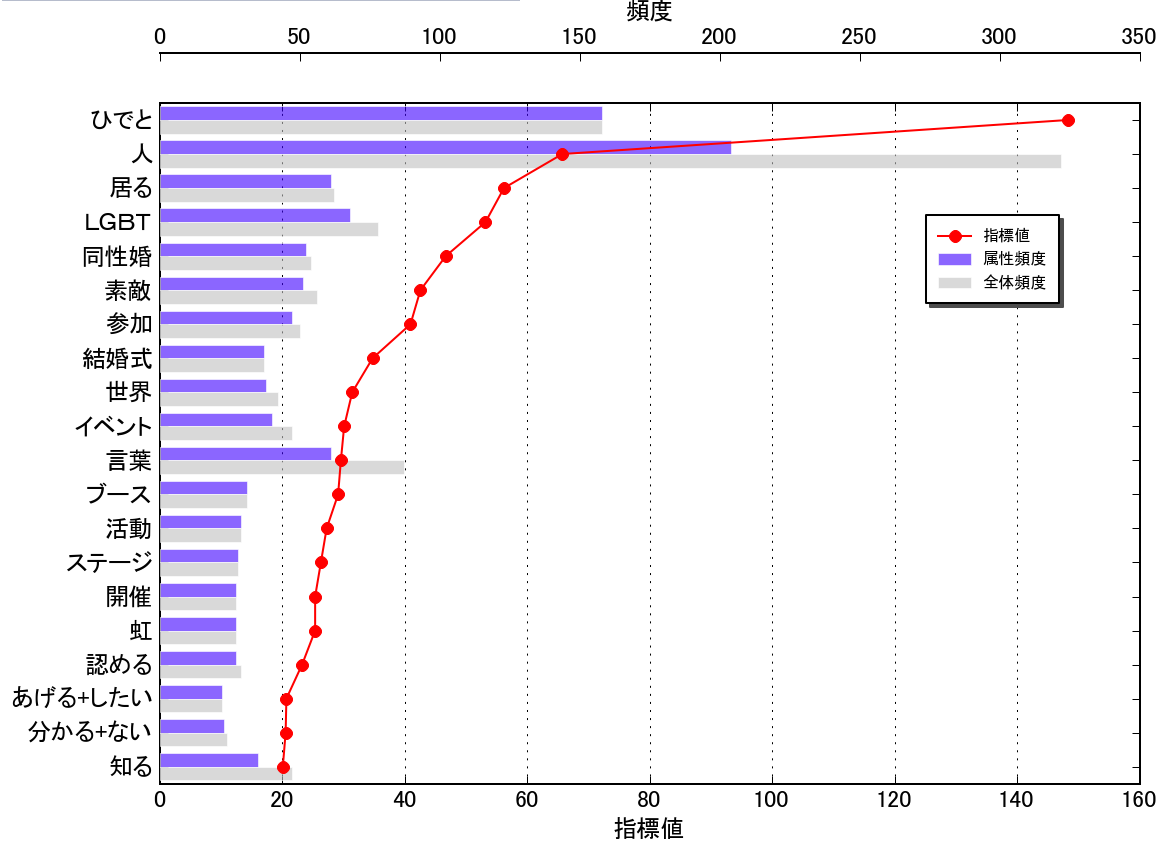 頻度
0 50 100 150 200 250 300 350
ひでと
人
居る
LGBT
同性婚
素敵
参加
結婚式
世界
イベント
言葉
ブース
活動
ステージ
開催
虹
認める
あげる+したい
分かる+ない
知る
指標値
属性頻度
全体頻度
0 20 40 60 80 100 120 140 160
指標値